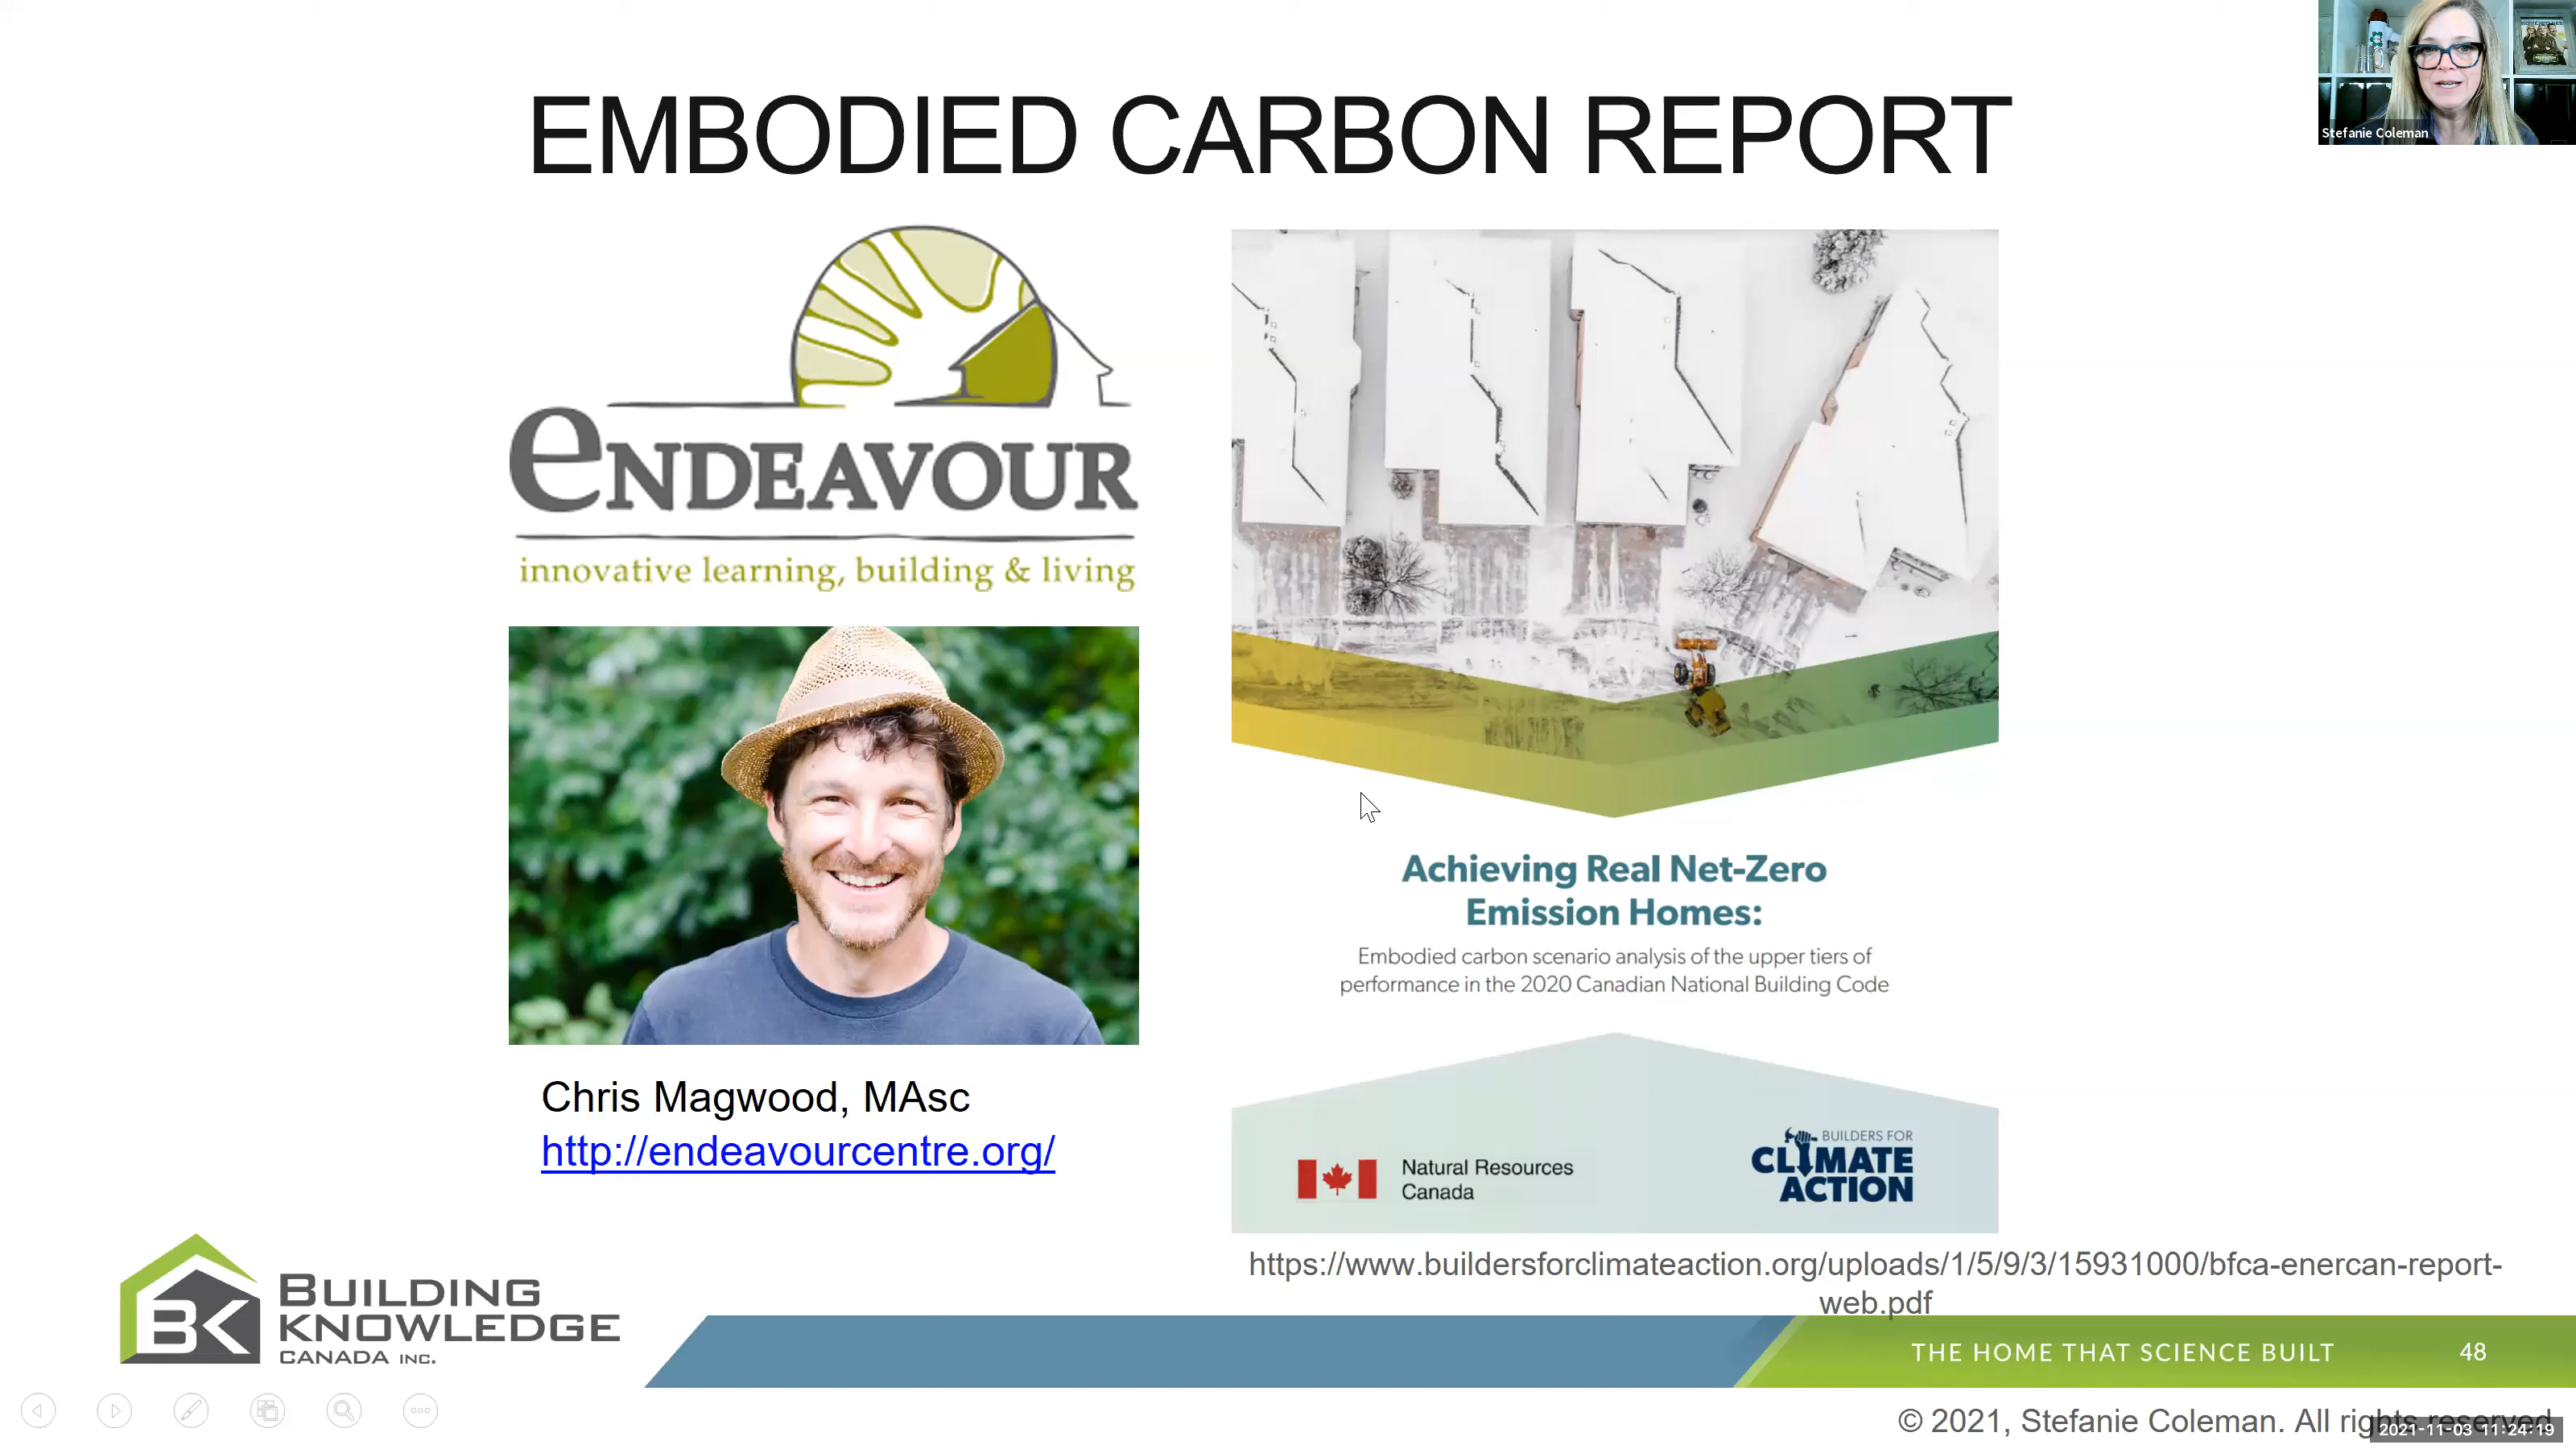 EMBODIED CARBON REPORT
Stefanie Coleman
eNDEAVOUR
innovative learning, building & living
Chris Magwood, MAsc
http://endeavourcentre.org/
Achieving Real Net-Zero
Emission Homes:
Embodied carbon scenario analysis of the upper tiers of
performance in the 2020 Canadian National Building Code
Natural Resources
Canada
BUILDERS FOR
CLIMATE
ACTION
https://www.buildersforclimateaction.org/uploads/1/5/9/3/15931000/bfca-enercan-report-
web.pdf
BK
BUILDING
KNOWLEDGE
CANADA INC.
THE HOME THAT SCIENCE BUILT
48
© 2021, Stefanie Coleman. All rights reserved
2021-11-03 11:24:19